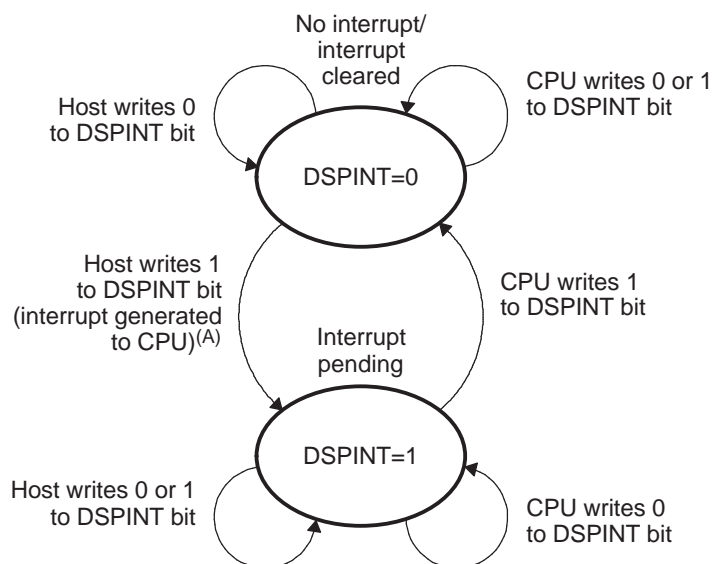 No interrupt/
interrupt
cleared
Host writes 0
to DSPINT bit
CPU writes 0 or 1
to DSPINT bit
DSPINT=0
Host writes 1
to DSPINT bit
(interrupt generated
to CPU)(A)
CPU writes 1
to DSPINT bit
Interrupt
pending
DSPINT=1
Host writes 0 or 1
to DSPINT bit
CPU writes 0
to DSPINT bit